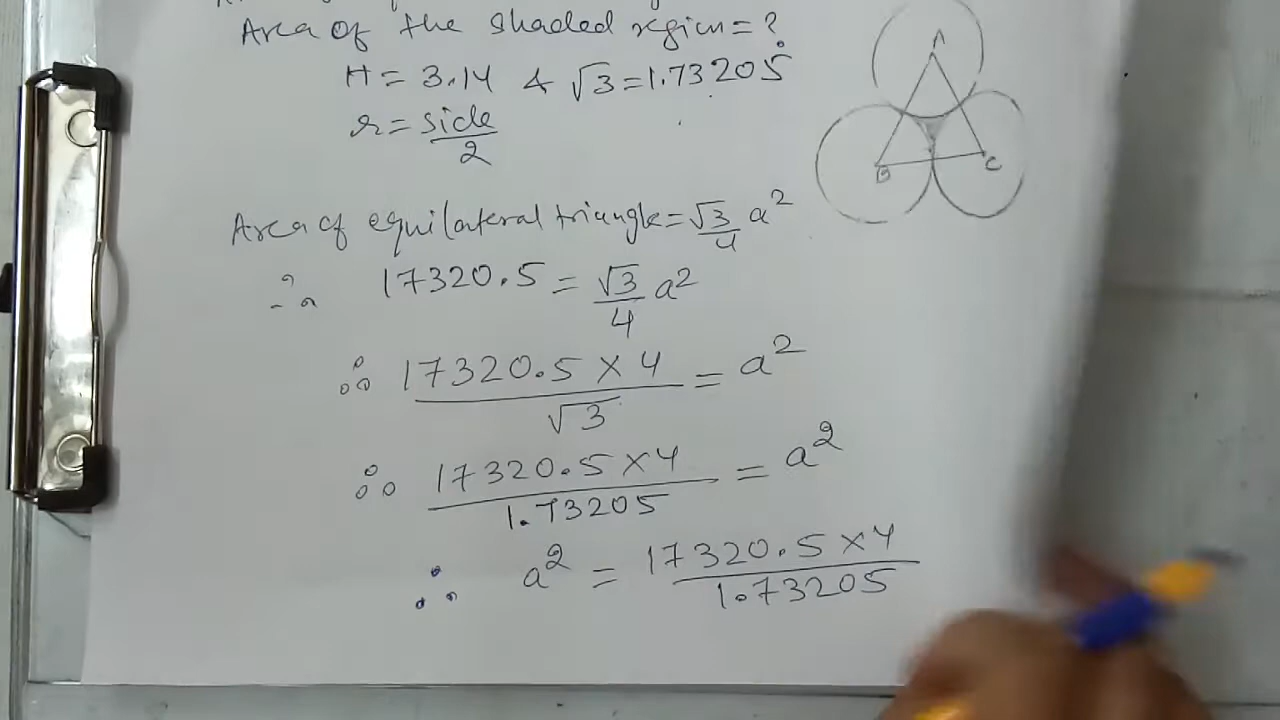 Area of the shaded region = ?
π = 3.14 & √3 = 1.73205
r = side/2
A
B
C
Area of equilateral triangle = √3/4 a²
∴ 17320.5 = √3/4 a²
∴ 17320.5 × 4/√3 = a²
∴ 17320.5 × 4/1.73205 = a²
∴ a² = 17320.5 × 4/1.73205